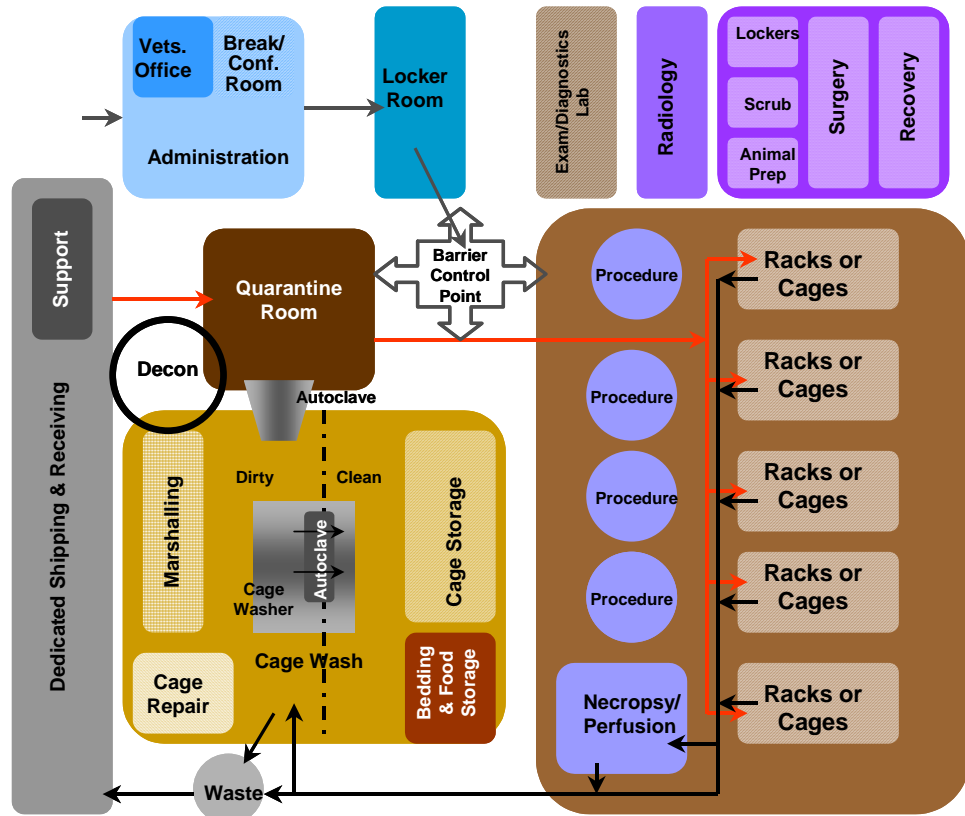 Vets.
Office
Break/
Conf.
Room
Administration
Locker
Room
Exam/Diagnostics
Lab
Radiology
Lockers
Scrub
Animal
Prep
Surgery
Recovery
Support
Dedicated Shipping & Receiving
Quarantine
Room
Barrier
Control
Point
Decon
Autoclave
Procedure
Racks or
Cages
Procedure
Racks or
Cages
Procedure
Racks or
Cages
Procedure
Racks or
Cages
Necropsy/
Perfusion
Racks or
Cages
Marshalling
Dirty
Clean
Autoclave
Cage
Washer
Cage Storage
Cage Wash
Cage
Repair
Bedding
& Food
Storage
Waste